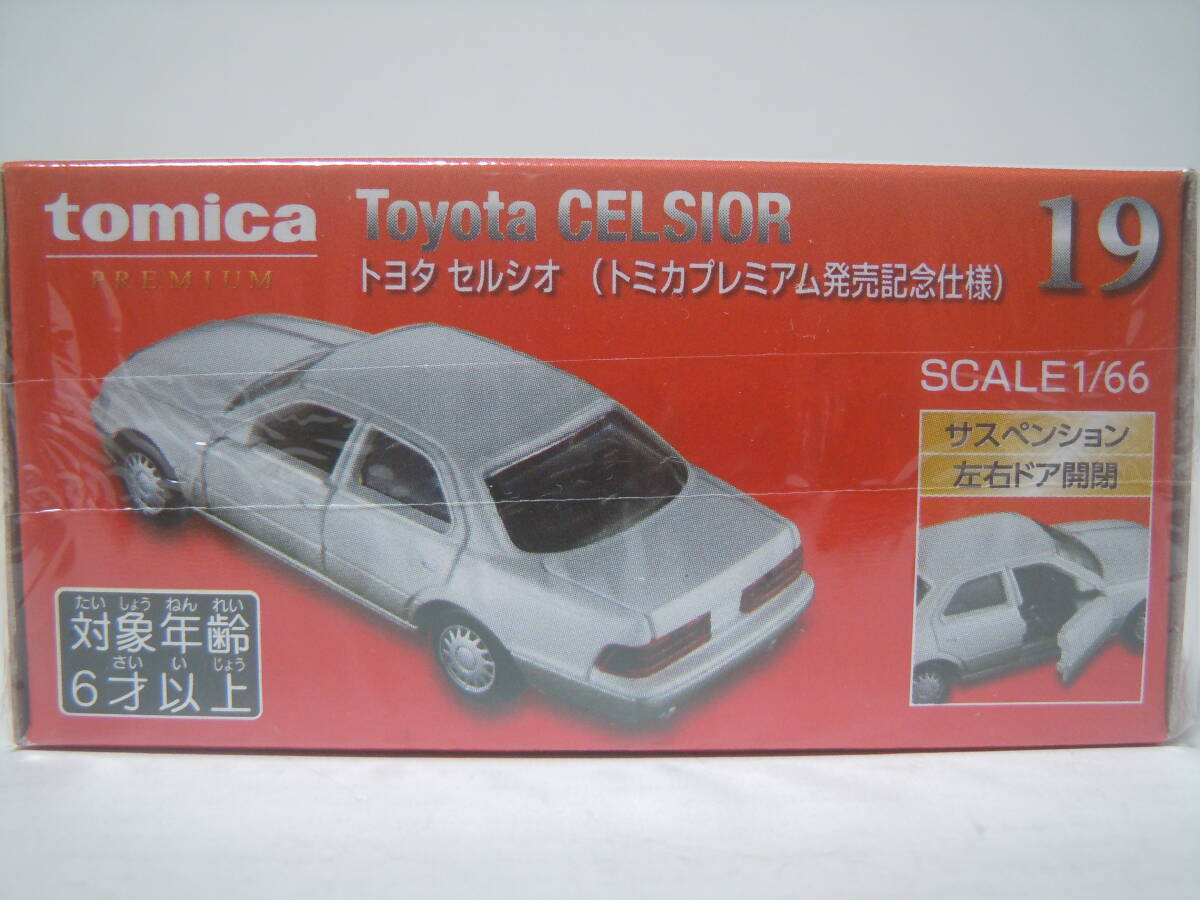 tomica
PREMIUM
Toyota CELSIOR
トヨタ セルシオ （トミカプレミアム発売記念仕様）
19
SCALE1/66
サスペンション
左右ドア開閉
たい しょう ねん れい
対象年齢
さい い じょう
6才以上